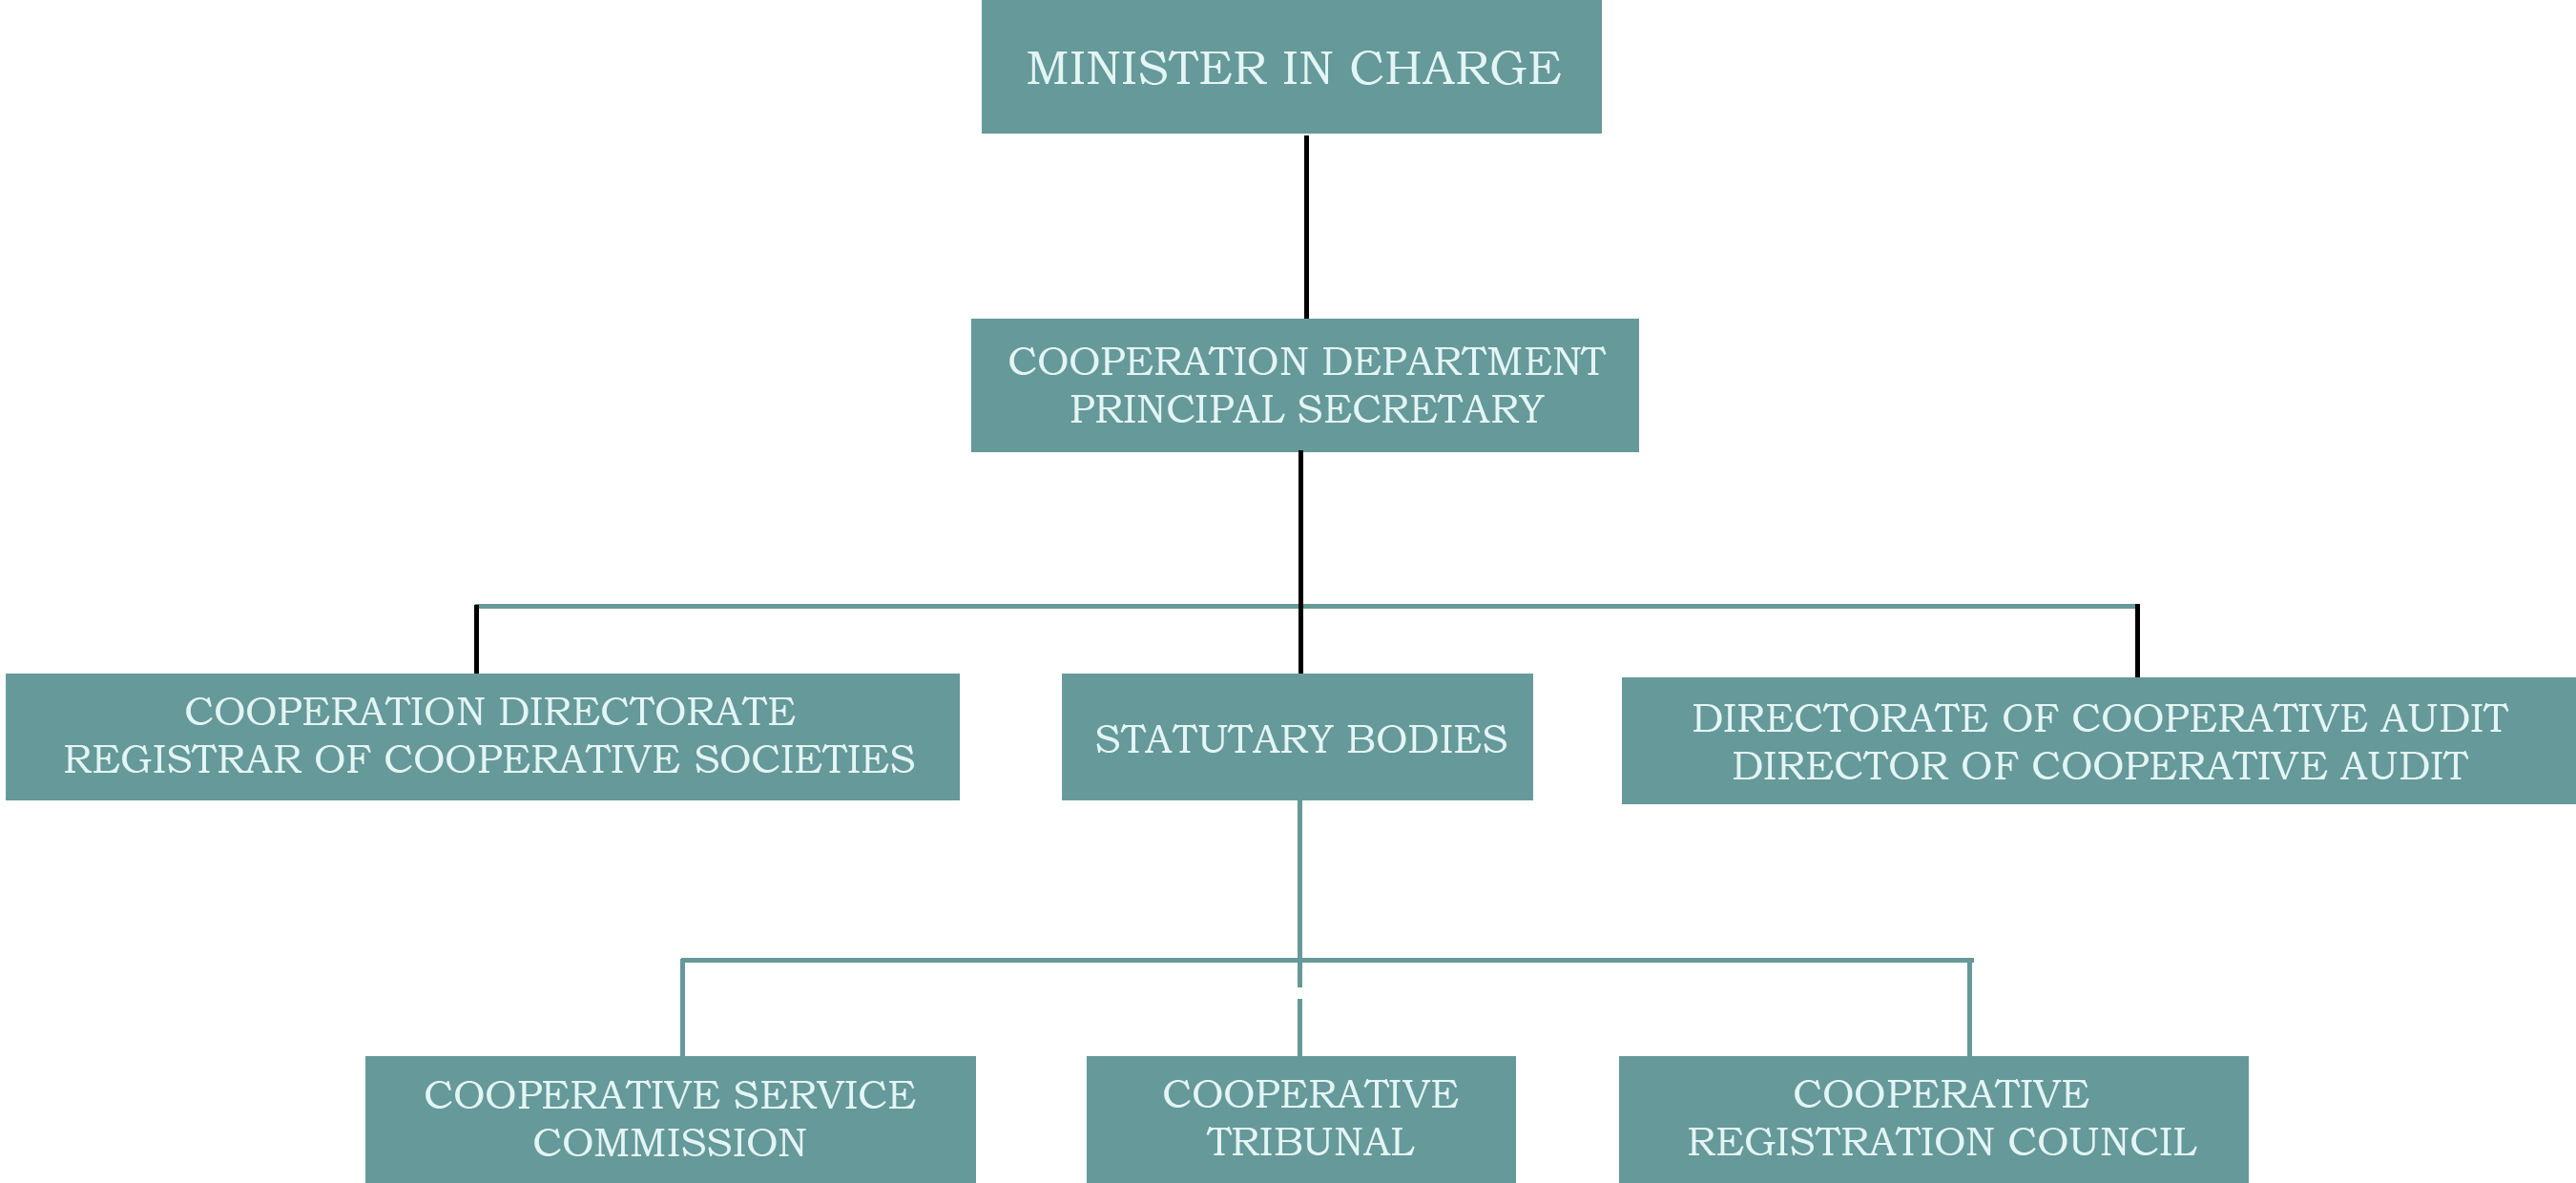 MINISTER IN CHARGE
COOPERATION DEPARTMENT
PRINCIPAL SECRETARY
COOPERATION DIRECTORATE
REGISTRAR OF COOPERATIVE SOCIETIES
STATUTARY BODIES
DIRECTORATE OF COOPERATIVE AUDIT
DIRECTOR OF COOPERATIVE AUDIT
COOPERATIVE SERVICE
COMMISSION
COOPERATIVE
TRIBUNAL
COOPERATIVE
REGISTRATION COUNCIL